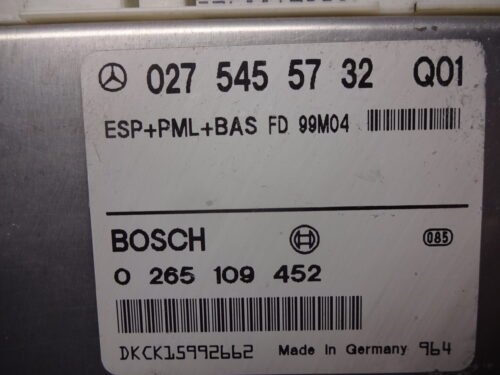 027 545 57 32 Q01
ESP+PML+BAS FD 99M04
BOSCH
085
0 265 109 452
DKCK15992662 Made in Germany 964